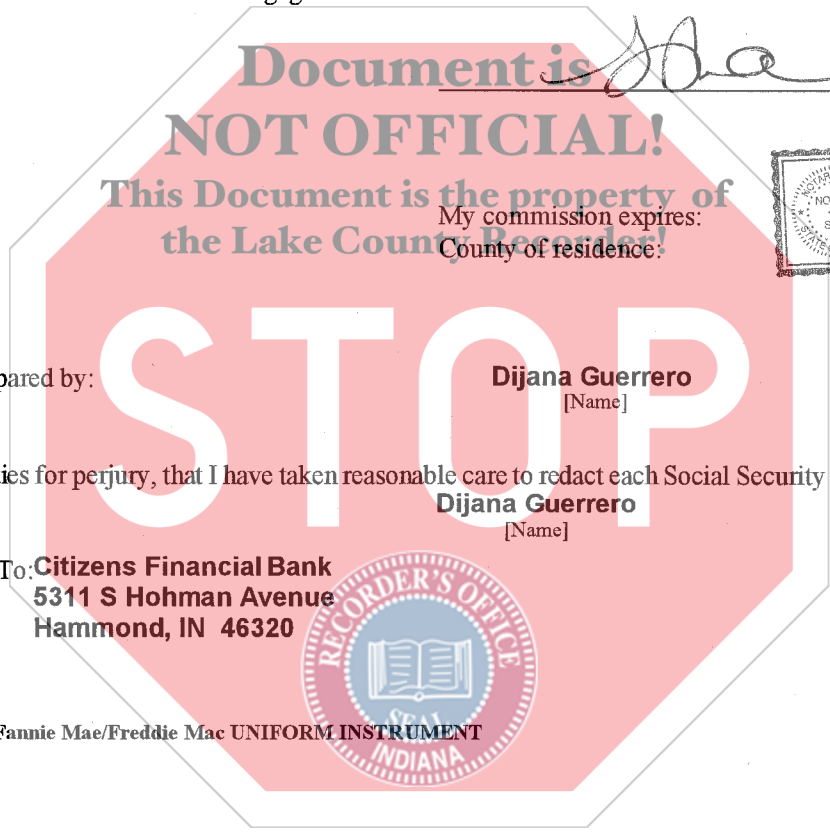 Document is
NOT OFFICIAL!
This Document is the property of
the Lake County Recorder!
My commission expires:
County of residence:
NO
STATE
STOP
pared by:
Dijana Guerrero
[Name]
ies for perjury, that I have taken reasonable care to redact each Social Security
Dijana Guerrero
[Name]
To: Citizens Financial Bank
5311 S Hohman Avenue
Hammond, IN 46320
RECORDER'S OFFICE
SEAL
INDIANA
Fannie Mae/Freddie Mac UNIFORM INSTRUMENT